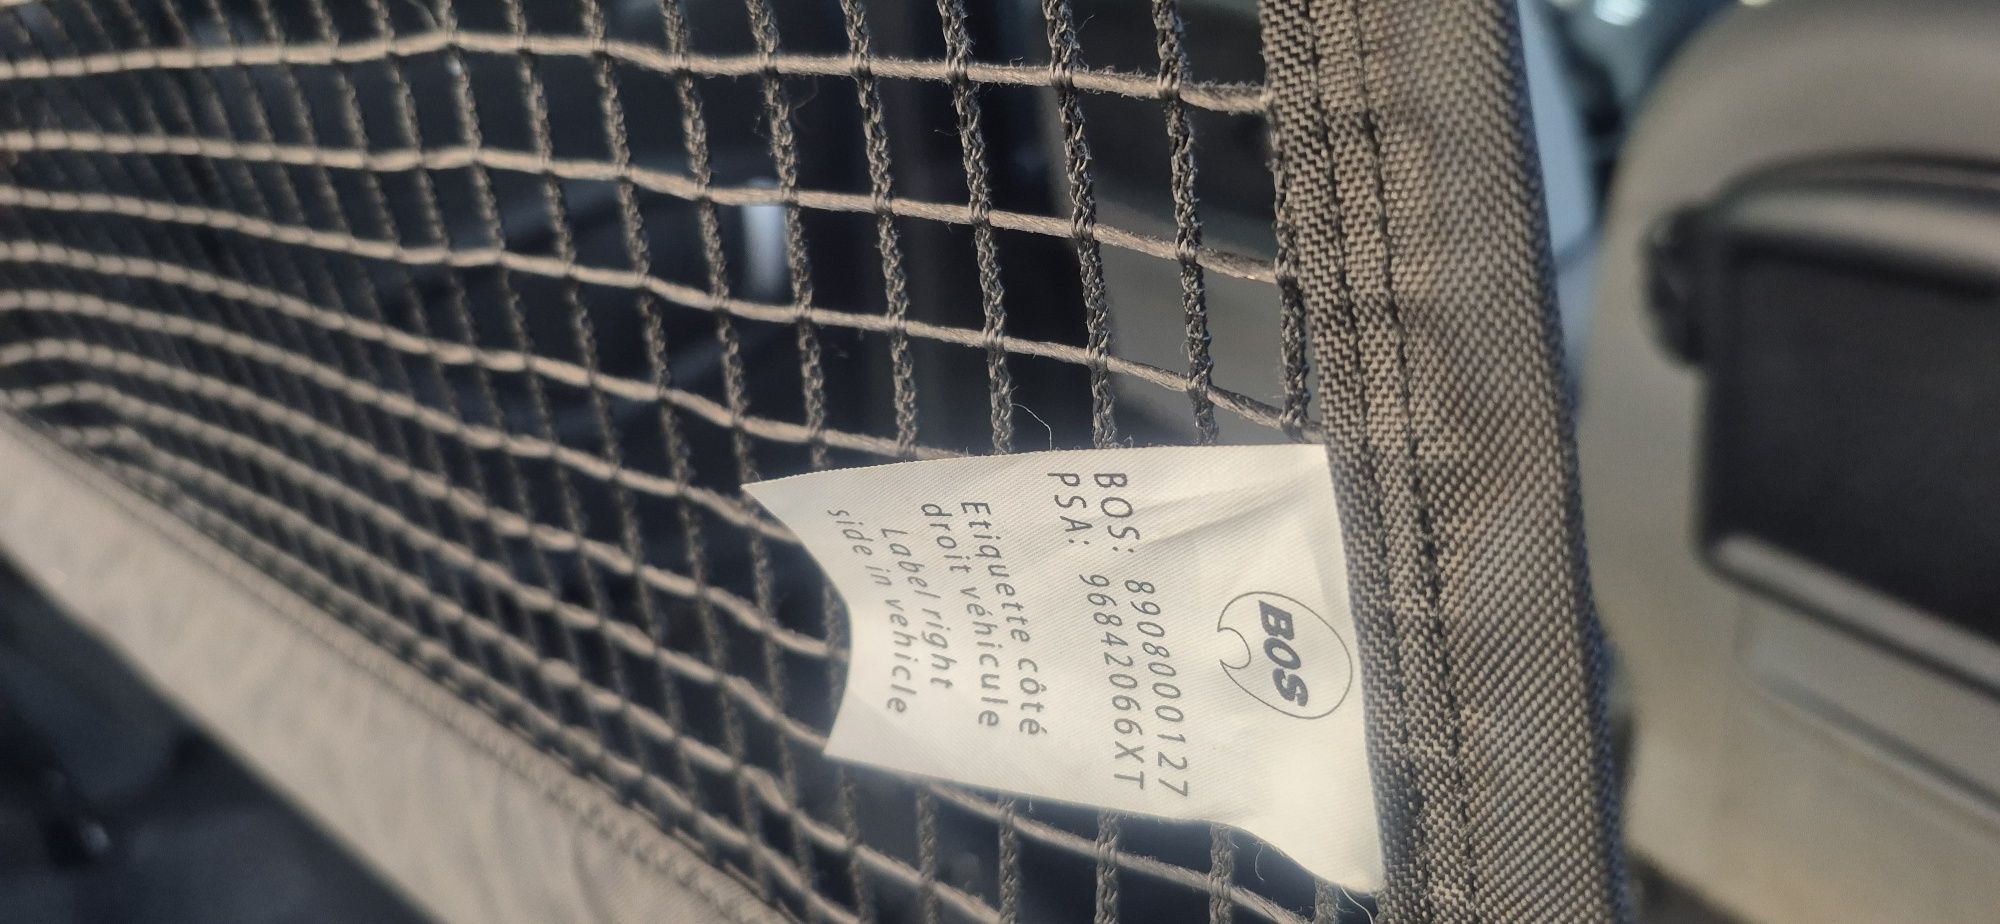 BOS
BOS: 8908000127
PSA: 96842066XT
Etiquette côté
droit véhicule
Label right
side in vehicle